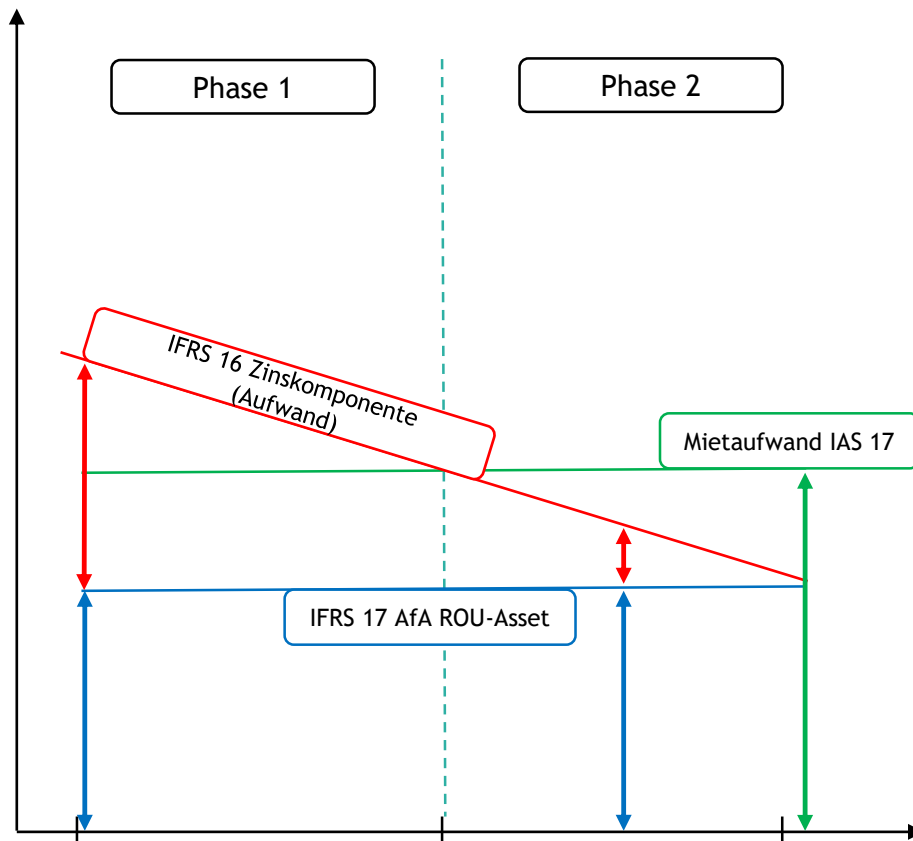 Phase 1
Phase 2
IFRS 16 Zinskomponente
(Aufwand)
Mietaufwand IAS 17
IFRS 17 AfA ROU-Asset